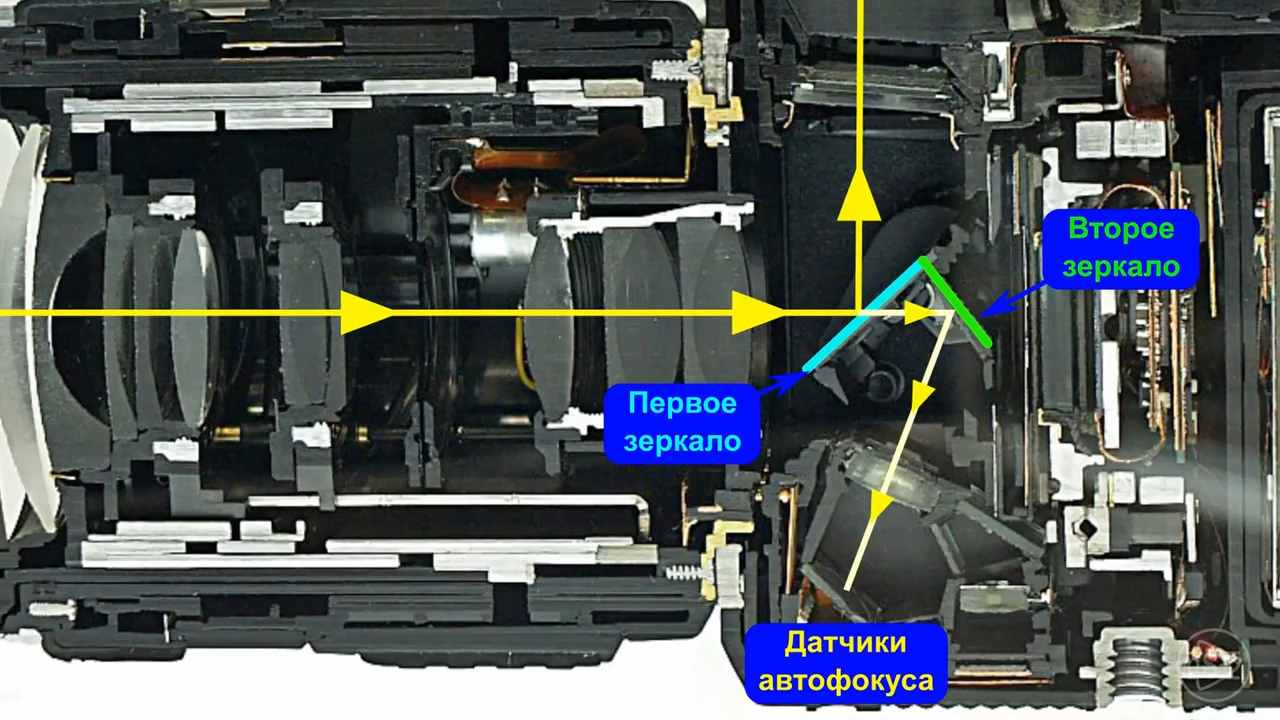 Второе
зеркало
Первое
зеркало
Датчики
автофокуса